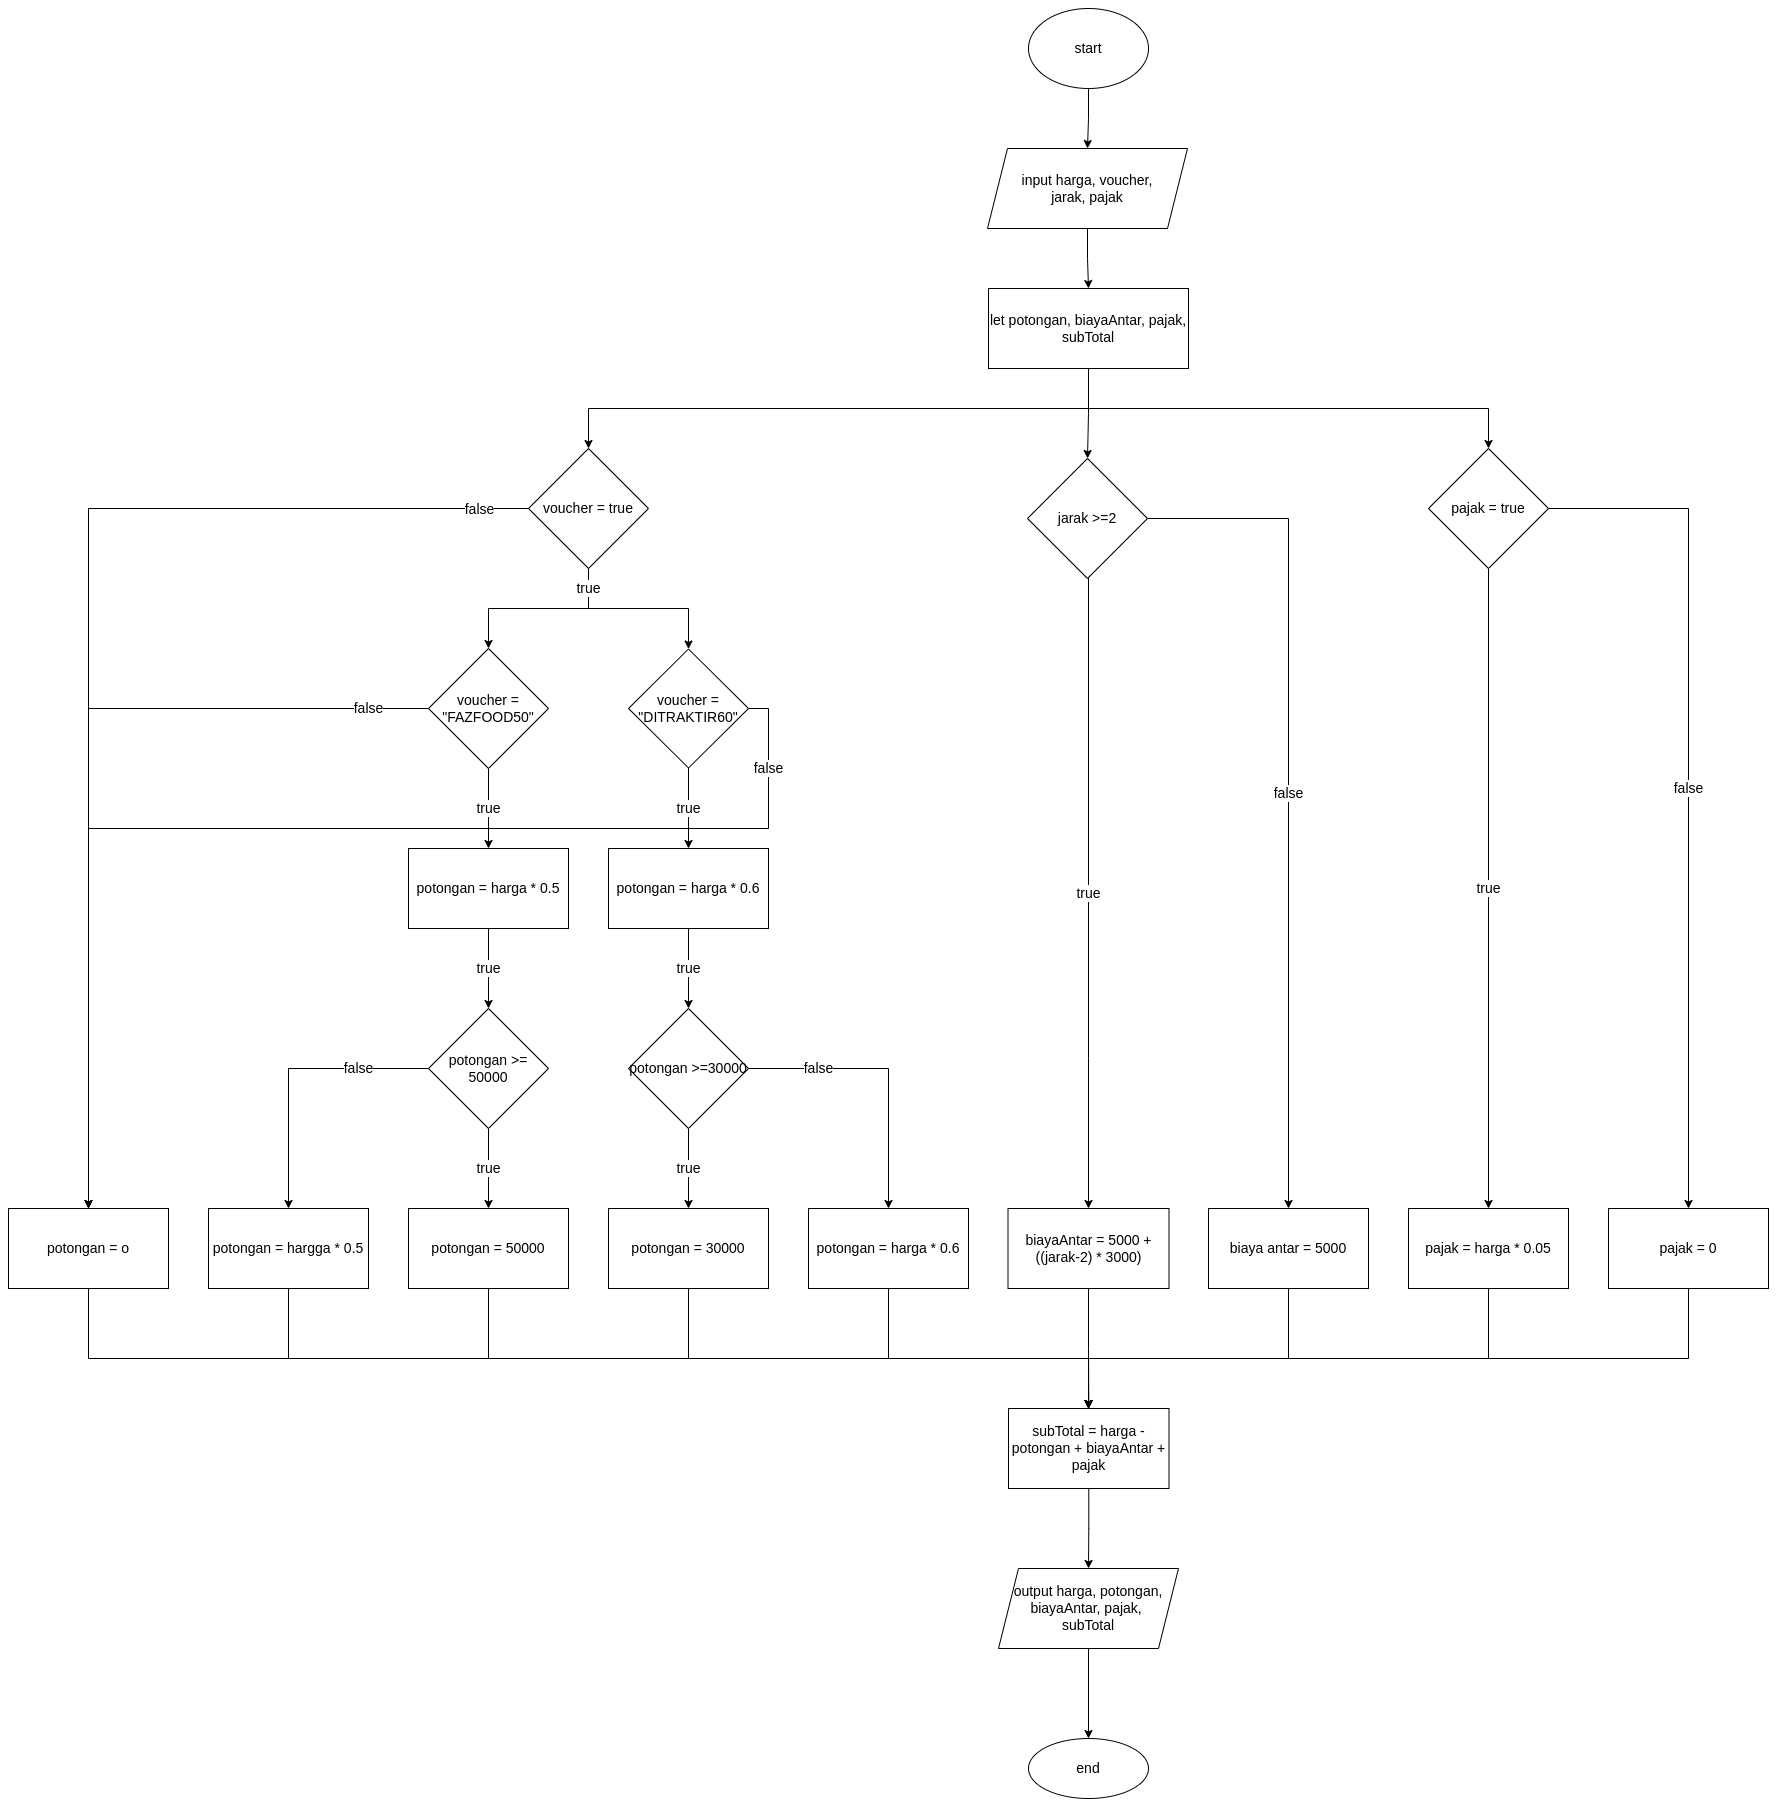 start
input harga, voucher,
jarak, pajak
let potongan, biayaAntar, pajak,
subTotal
false
voucher = true
jarak >=2
pajak = true
true
false
voucher =
"FAZFOOD50"
voucher =
"DITRAKTIR60"
false
false
false
true
true
potongan = harga * 0.5
potongan = harga * 0.6
true
true
true
true
false
potongan >=
50000
potongan >=30000
false
true
true
potongan = o
potongan = hargga * 0.5
potongan = 50000
potongan = 30000
potongan = harga * 0.6
biayaAntar = 5000 +
((jarak-2) * 3000)
biaya antar = 5000
pajak = harga * 0.05
pajak = 0
subTotal = harga -
potongan + biayaAntar +
pajak
output harga, potongan,
biayaAntar, pajak,
subTotal
end